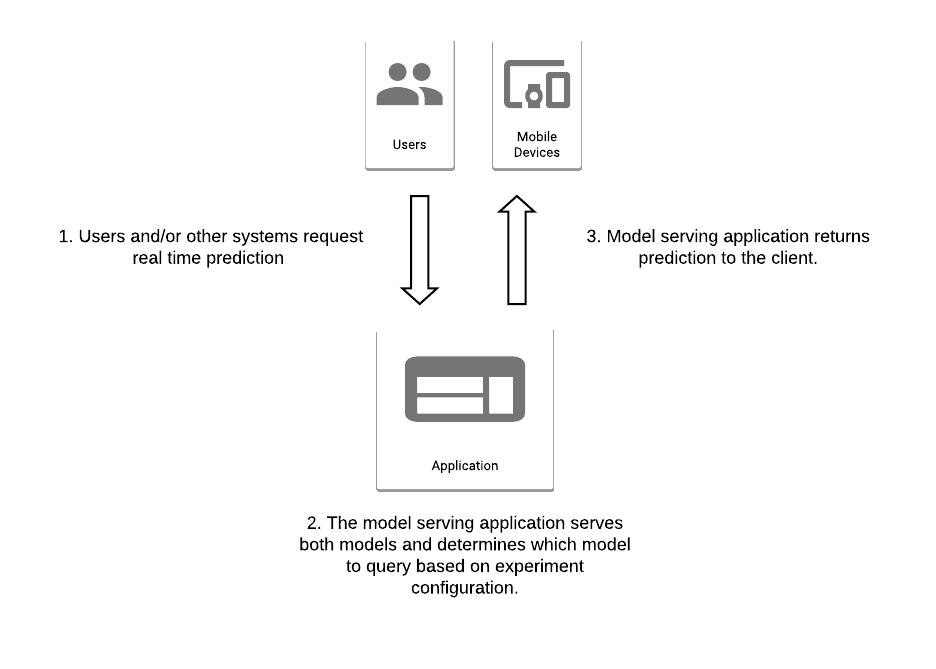 Users
Mobile
Devices
1. Users and/or other systems request
real time prediction
3. Model serving application returns
prediction to the client.
Application
2. The model serving application serves
both models and determines which model
to query based on experiment
configuration.